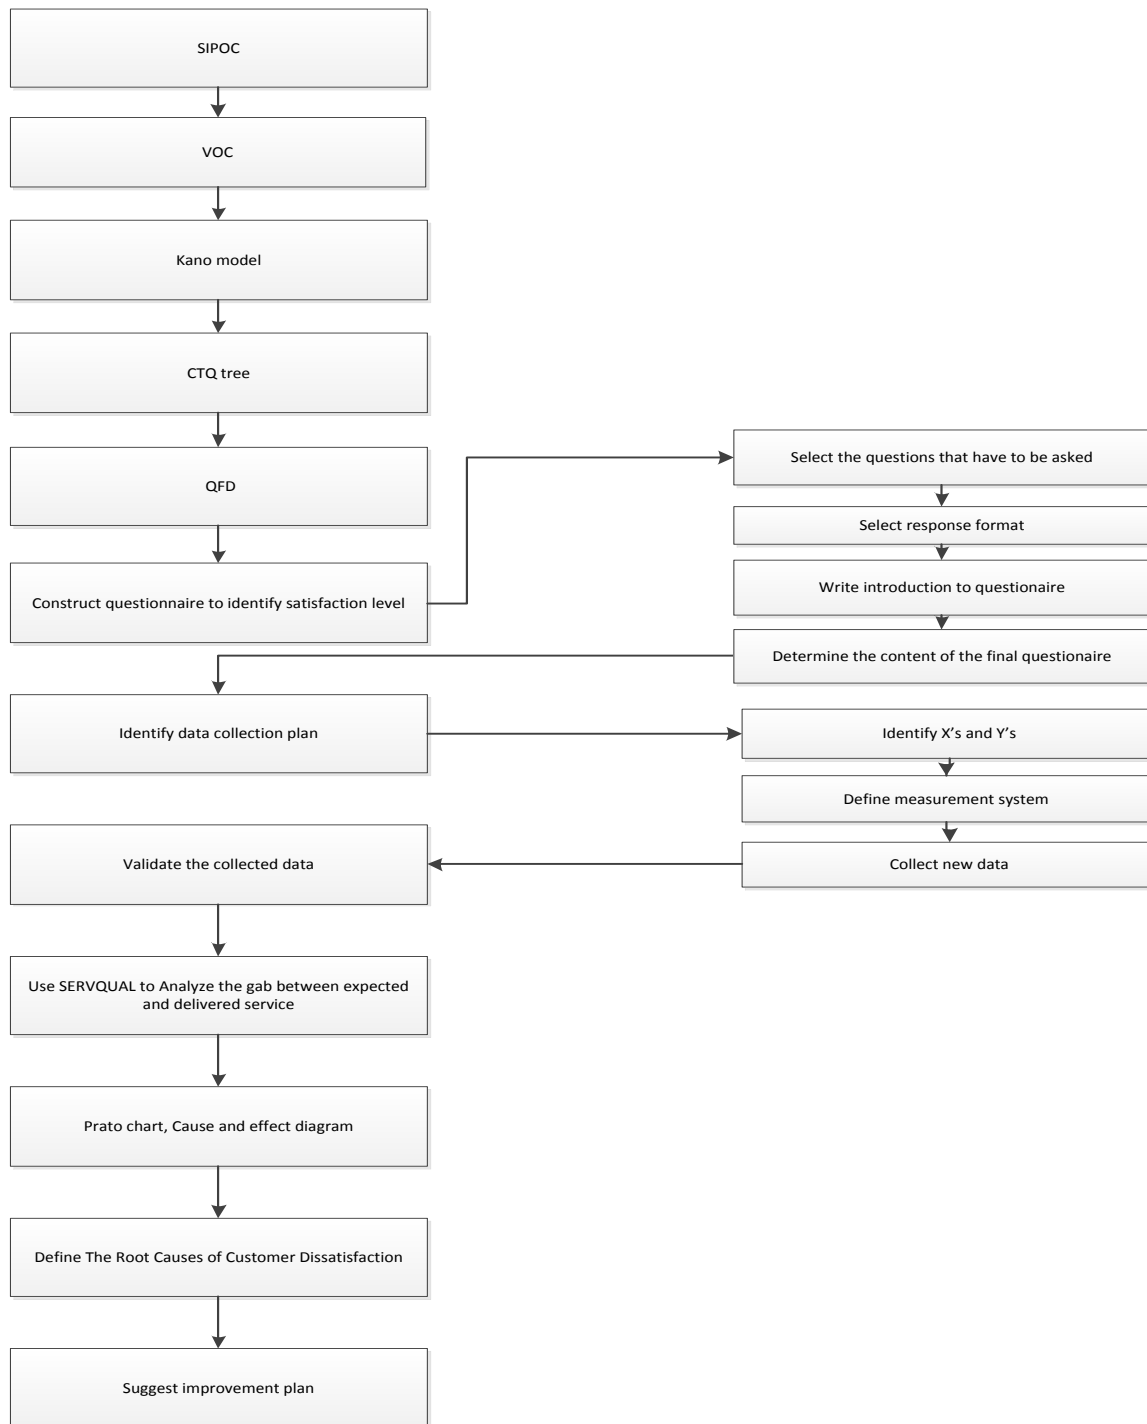 SIPOC
VOC
Kano model
CTQ tree
QFD
Construct questionnaire to identify satisfaction level
Select the questions that have to be asked
Select response format
Write introduction to questionaire
Determine the content of the final questionaire
Identify data collection plan
Identify X’s and Y’s
Define measurement system
Collect new data
Validate the collected data
Use SERVQUAL to Analyze the gab between expected
and delivered service
Prato chart, Cause and effect diagram
Define The Root Causes of Customer Dissatisfaction
Suggest improvement plan